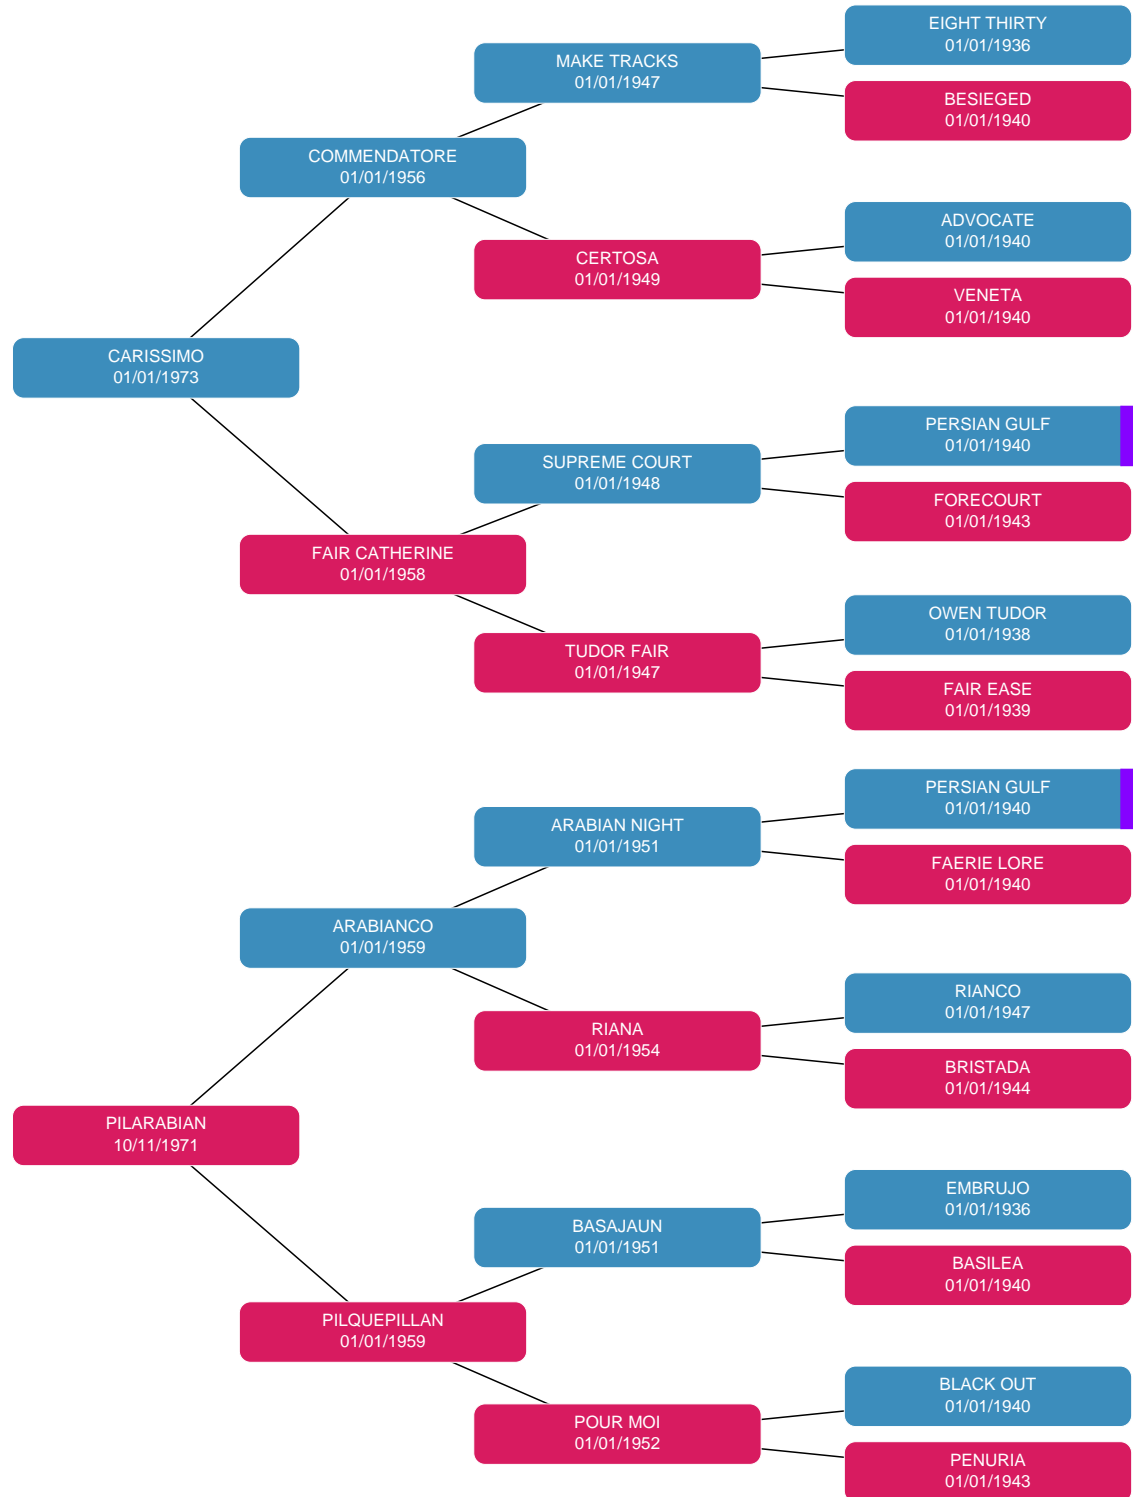 EIGHT THIRTY
01/01/1936
MAKE TRACKS
01/01/1947
BESIEGED
01/01/1940
COMMENDATORE
01/01/1956
ADVOCATE
01/01/1940
CERTOSA
01/01/1949
VENETA
01/01/1940
CARISSIMO
01/01/1973
PERSIAN GULF
01/01/1940
SUPREME COURT
01/01/1948
FORECOURT
01/01/1943
FAIR CATHERINE
01/01/1958
OWEN TUDOR
01/01/1938
TUDOR FAIR
01/01/1947
FAIR EASE
01/01/1939
PERSIAN GULF
01/01/1940
ARABIAN NIGHT
01/01/1951
FAERIE LORE
01/01/1940
ARABIANCO
01/01/1959
RIANCO
01/01/1947
RIANA
01/01/1954
BRISTADA
01/01/1944
PILARABIAN
10/11/1971
EMBRUJO
01/01/1936
BASAJAUN
01/01/1951
BASILEA
01/01/1940
PILQUEPILLAN
01/01/1959
BLACK OUT
01/01/1940
POUR MOI
01/01/1952
PENURIA
01/01/1943